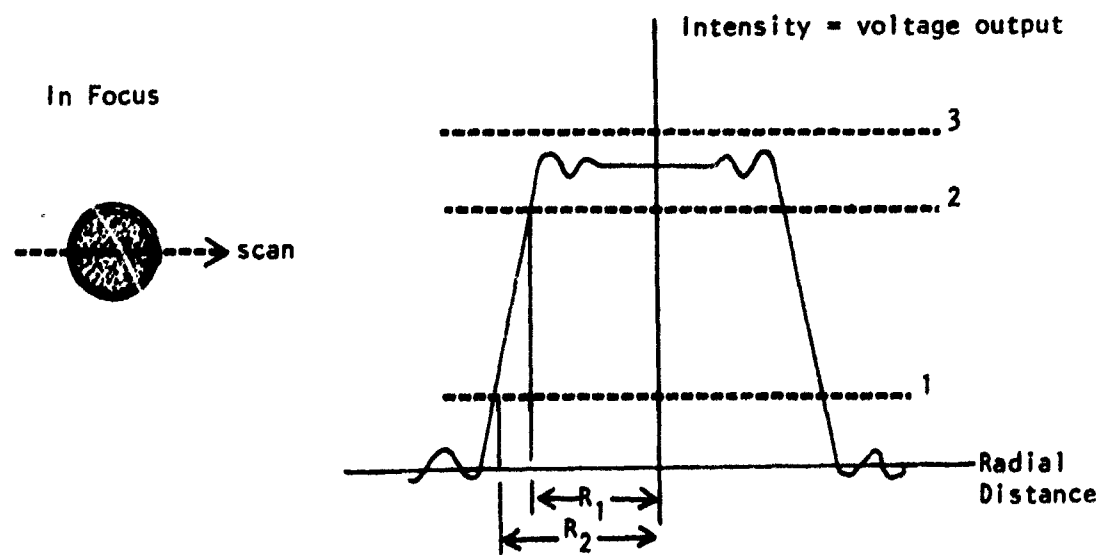 Intensity = voltage output
In Focus
3
2
scan
1
Radial
Distance
R1
R2